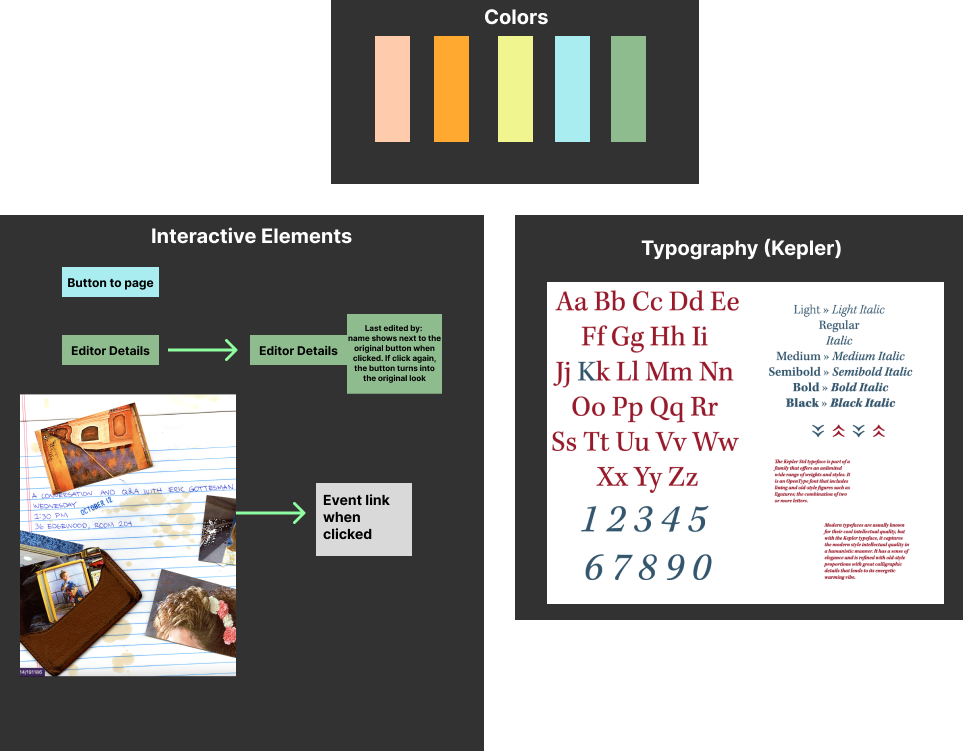 Colors
Interactive Elements
Button to page
Editor Details
Editor Details
Last edited by:
name shows next to the
original button when
clicked. If click again,
the button turns into
the original look
A CONVERSATION AND Q&A WITH ERIC GOTTESMAN
WEDNESDAY
OCTOBER 12
1:30 PM
36 EDGEWOOD, ROOM 204
Event link
when
clicked
Typography (Kepler)
Aa Bb Cc Dd Ee
Ff Gg Hh Ii
Jj Kk Ll Mm Nn
Oo Pp Qq Rr
Ss Tt Uu Vv Ww
Xx Yy Zz
1 2 3 4 5
6 7 8 9 0
Light » Light Italic
Regular
Italic
Medium » Medium Italic
Semibold » Semibold Italic
Bold » Bold Italic
Black » Black Italic
The Kepler Std typeface is part of a
family that offers an unlimited
wide range of weights and styles. It
is an OpenType font that includes
lining and old-style figures such as
ligatures; the combination of two
or more letters.
Modern typefaces are usually known
for their cool intellectual quality, but
with the Kepler typeface, it captures
the modern style intellectual quality in
a humanistic manner. It has a sense of
elegance and is refined with old-style
proportions with great calligraphic
details that lends to its energetic
warming vibe.